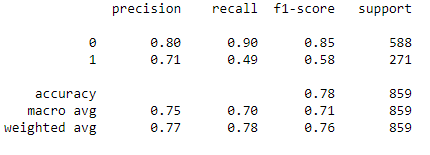 precision recall f1-score support
0 0.80 0.90 0.85 588
1 0.71 0.49 0.58 271
accuracy 0.78 859
macro avg 0.75 0.70 0.71 859
weighted avg 0.77 0.78 0.76 859